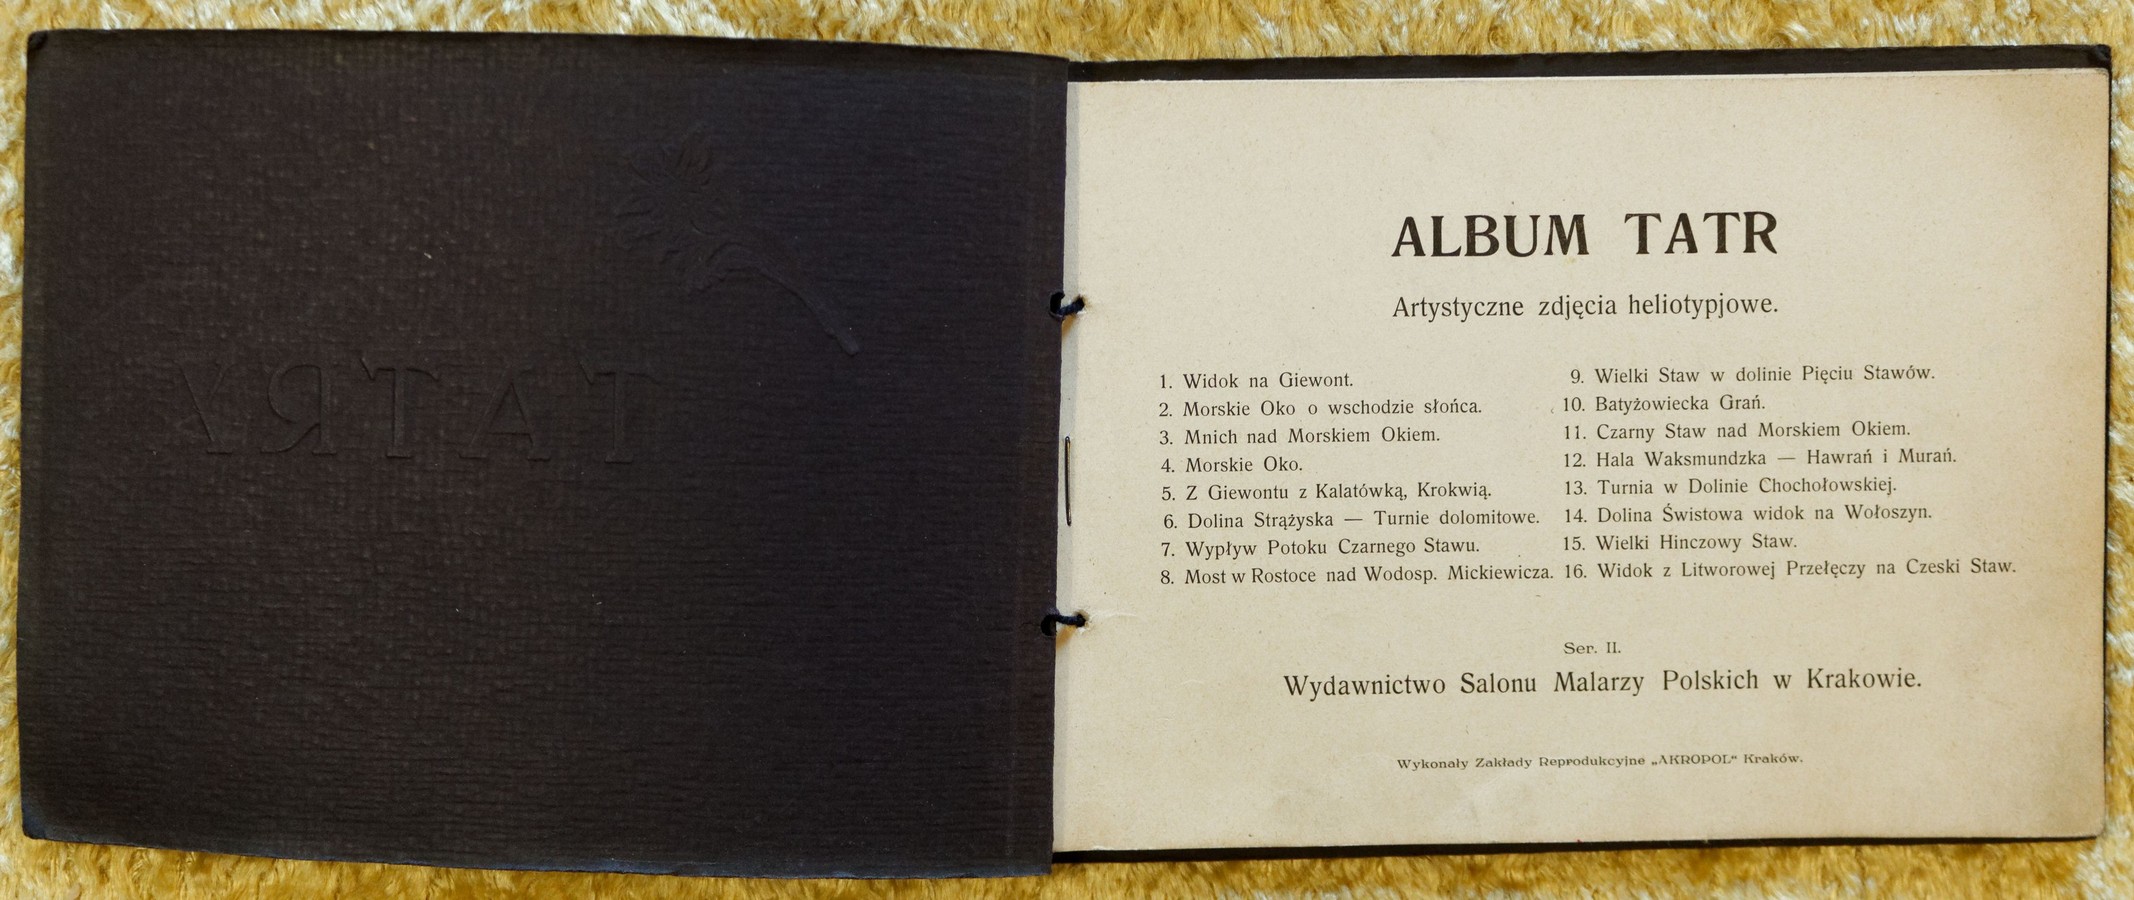 TATRY
ALBUM TATR
Artystyczne zdjęcia heliotypjowe.
1. Widok na Giewont.
2. Morskie Oko o wschodzie słońca.
3. Mnich nad Morskiem Okiem.
4. Morskie Oko.
5. Z Giewontu z Kalatówką, Krokwią.
6. Dolina Strążyska — Turnie dolomitowe.
7. Wypływ Potoku Czarnego Stawu.
8. Most w Rostoce nad Wodosp. Mickiewicza.
9. Wielki Staw w dolinie Pięciu Stawów.
10. Batyżowiecka Grań.
11. Czarny Staw nad Morskiem Okiem.
12. Hala Waksmundzka — Hawrań i Murań.
13. Turnia w Dolinie Chochołowskiej.
14. Dolina Świstowa widok na Wołoszyn.
15. Wielki Hinczowy Staw.
16. Widok z Litworowej Przełęczy na Czeski Staw.
Ser. II.
Wydawnictwo Salonu Malarzy Polskich w Krakowie.
Wykonały Zakłady Reprodukcyjne „AKROPOL“ Kraków.